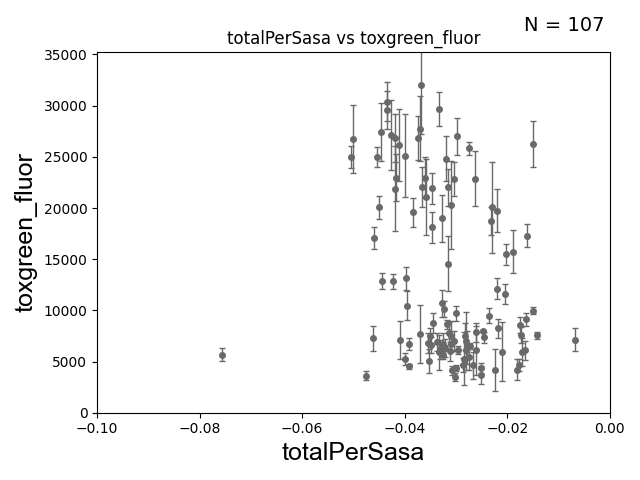 N = 107
totalPerSasa vs toxgreen_fluor
toxgreen_fluor
35000
30000
25000
20000
15000
10000
5000
0
−0.10 −0.08 −0.06 −0.04 −0.02 0.00
totalPerSasa